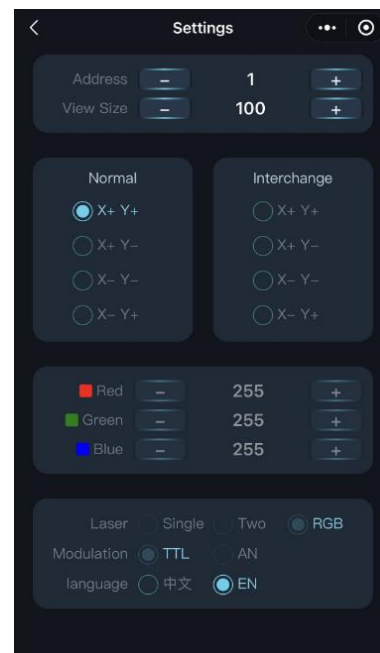 Settings
Address − 1 +
View Size − 100 +
Normal Interchange
X+ Y+ X+ Y+
X+ Y− X+ Y−
X− Y− X− Y−
X− Y+ X− Y+
Red − 255 +
Green − 255 +
Blue − 255 +
Laser Single Two RGB
Modulation TTL AN
language 中文 EN